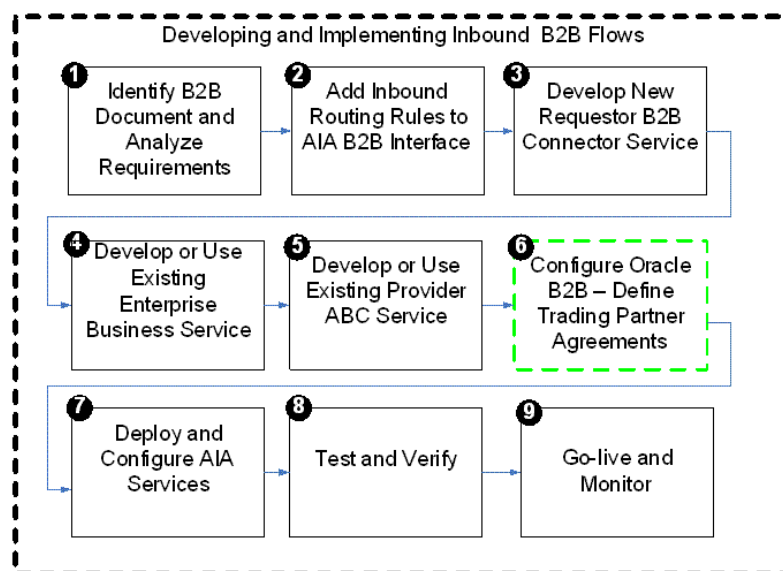 Developing and Implementing Inbound B2B Flows
1
Identify B2B
Document and
Analyze
Requirements
2
Add Inbound
Routing Rules to
AIA B2B Interface
3
Develop New
Requestor B2B
Connector Service
4
Develop or Use
Existing
Enterprise
Business Service
5
Develop or Use
Existing Provider
ABC Service
6
Configure Oracle
B2B – Define
Trading Partner
Agreements
7
Deploy and
Configure AIA
Services
8
Test and Verify
9
Go-live and
Monitor